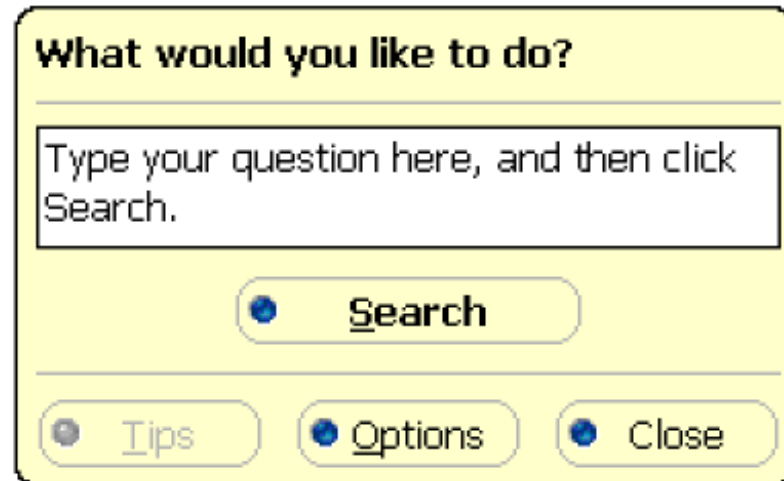 What would you like to do?
Type your question here, and then click
Search.
Search
Tips
Options
Close